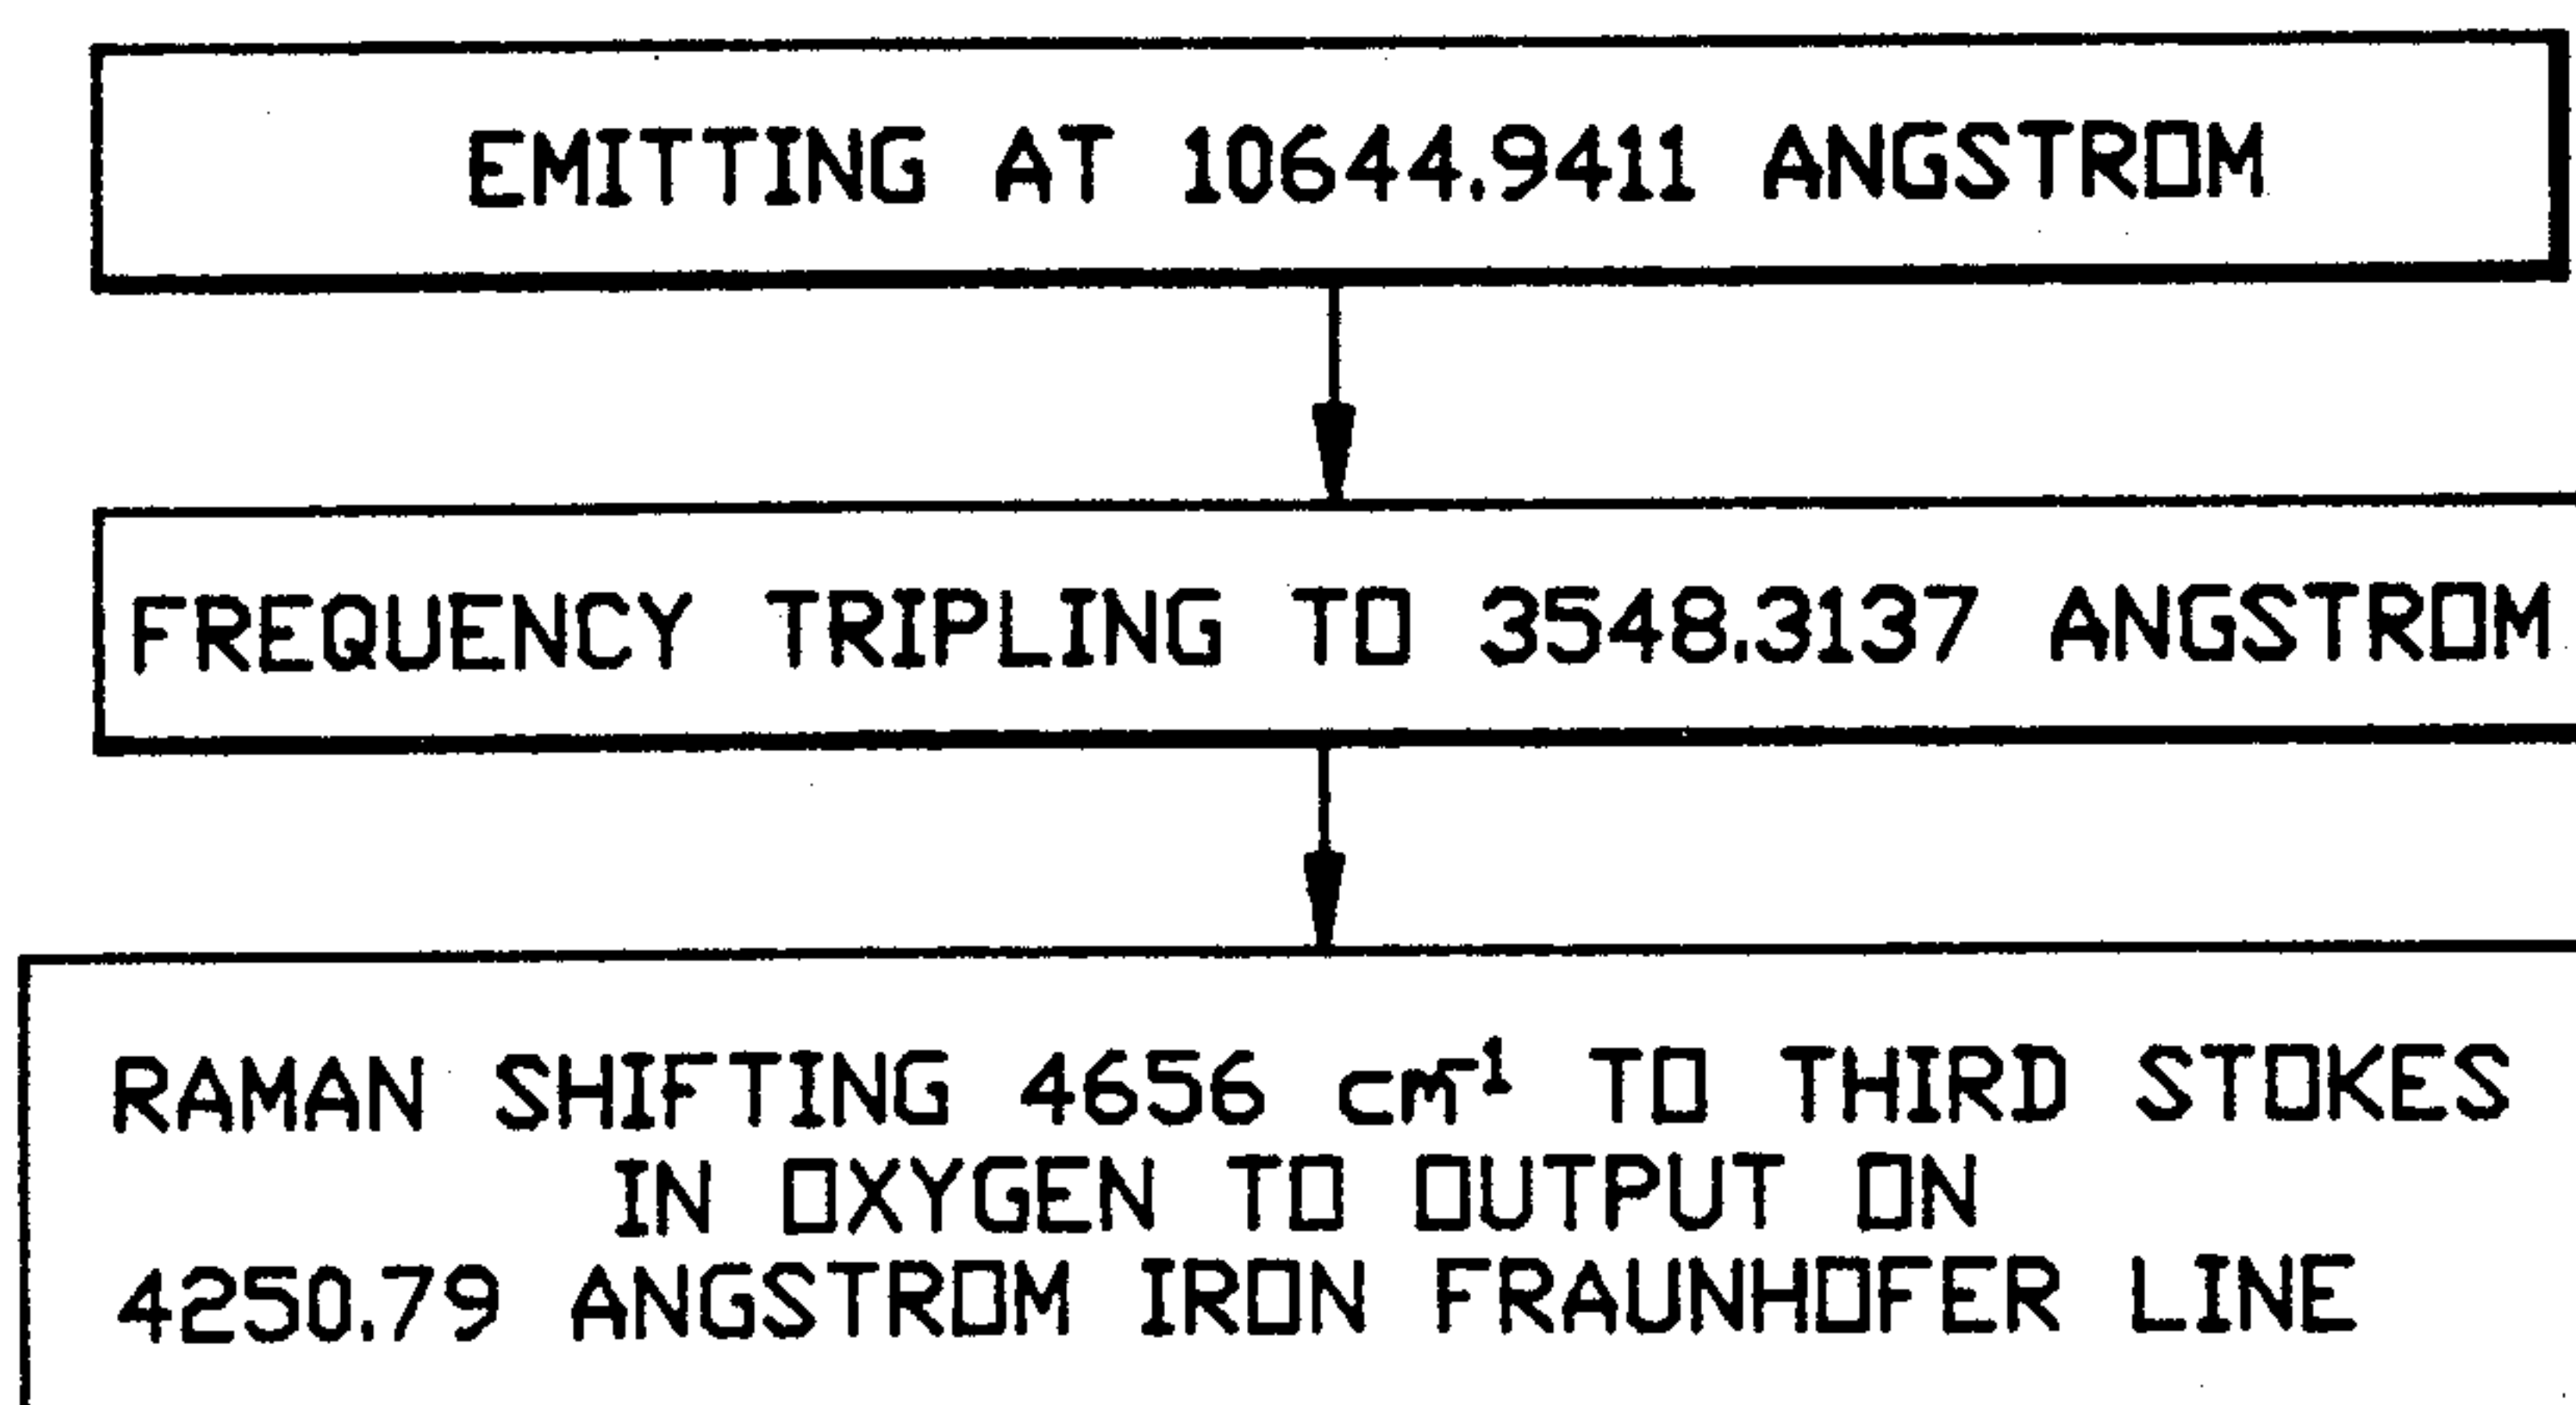 EMITTING AT 10644.9411 ANGSTROM
FREQUENCY TRIPLING TO 3548.3137 ANGSTROM
RAMAN SHIFTING 4656 cm⁻¹ TO THIRD STOKES
IN OXYGEN TO OUTPUT ON
4250.79 ANGSTROM IRON FRAUNHOFER LINE